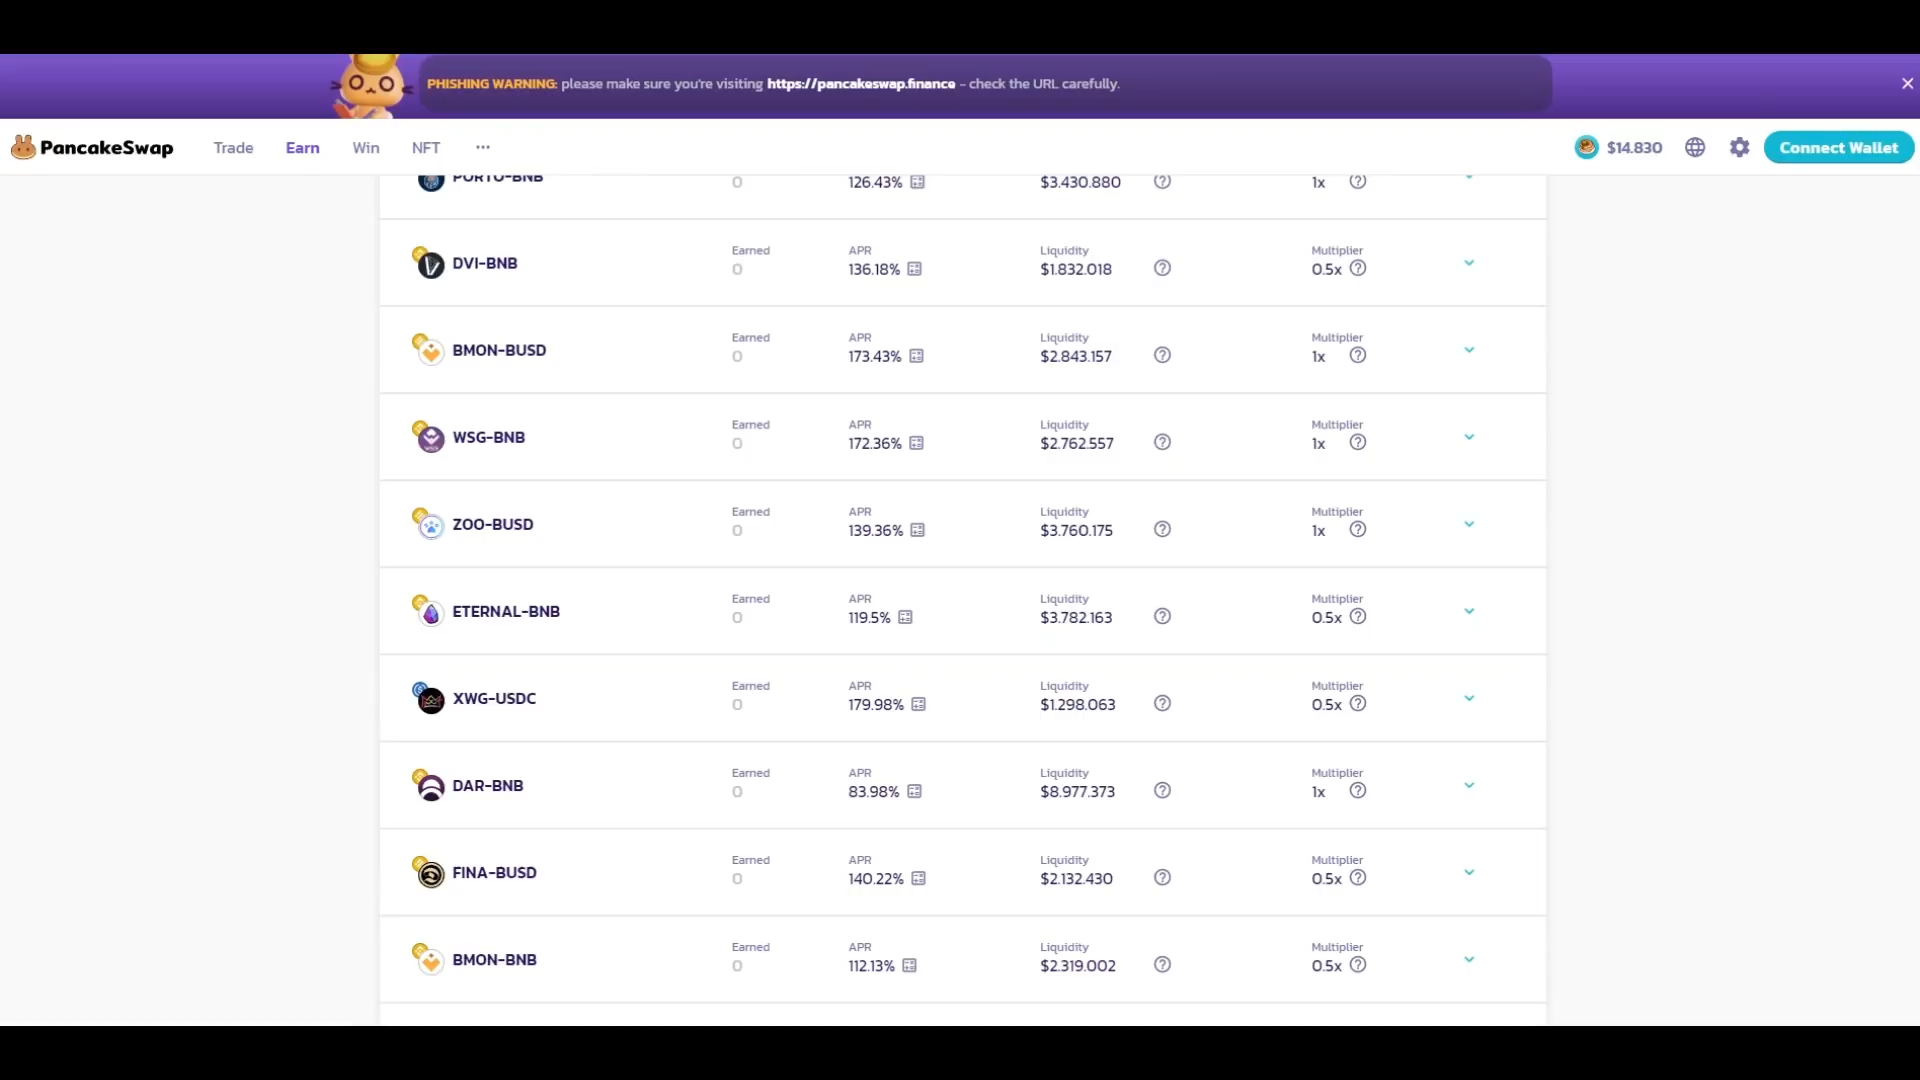 PHISHING WARNING: please make sure you're visiting https://pancakeswap.finance - check the URL carefully.
PancakeSwap Trade Earn Win NFT ... $14.830 Connect Wallet
PORTO-BNB 0 126.43% $3.430.880 1x
Earned APR Liquidity Multiplier
DVI-BNB 0 136.18% $1.832.018 0.5x
Earned APR Liquidity Multiplier
BMON-BUSD 0 173.43% $2.843.157 1x
Earned APR Liquidity Multiplier
WSG-BNB 0 172.36% $2.762.557 1x
Earned APR Liquidity Multiplier
ZOO-BUSD 0 139.36% $3.760.175 1x
Earned APR Liquidity Multiplier
ETERNAL-BNB 0 119.5% $3.782.163 0.5x
Earned APR Liquidity Multiplier
XWG-USDC 0 179.98% $1.298.063 0.5x
Earned APR Liquidity Multiplier
DAR-BNB 0 83.98% $8.977.373 1x
Earned APR Liquidity Multiplier
FINA-BUSD 0 140.22% $2.132.430 0.5x
Earned APR Liquidity Multiplier
BMON-BNB 0 112.13% $2.319.002 0.5x